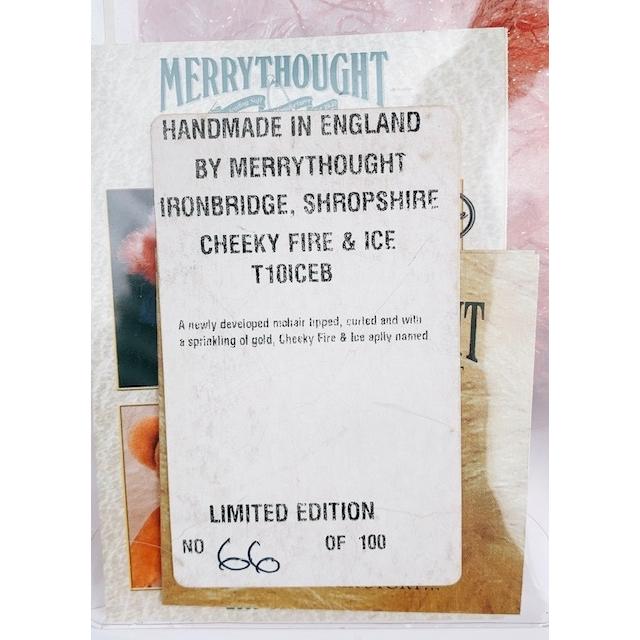 MERRYTHOUGHT
HANDMADE IN ENGLAND
BY MERRYTHOUGHT
IRONBRIDGE, SHROPSHIRE
CHEEKY FIRE & ICE
T10ICEB
A newly developed mohair tipped, curled and with
a sprinkling of gold, Cheeky Fire & Ice aptly named
LIMITED EDITION
NO 66 OF 100